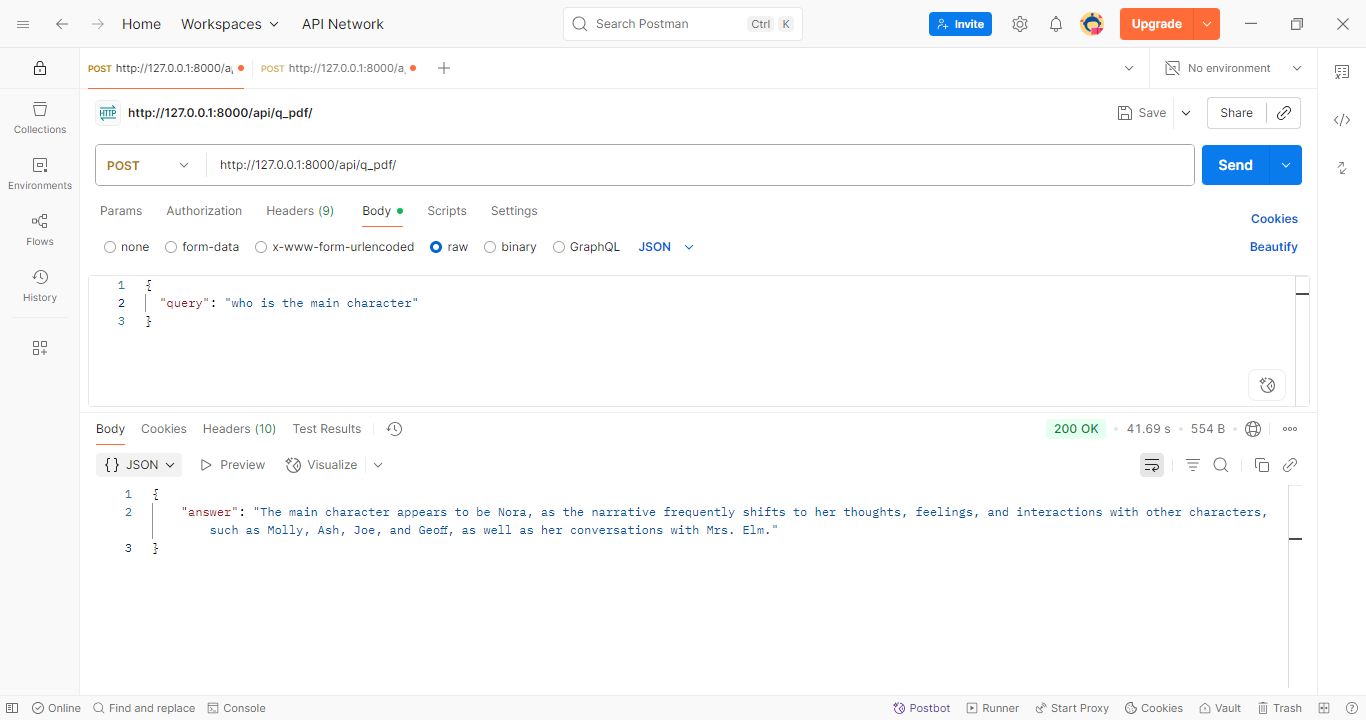 Home Workspaces API Network Search Postman Ctrl K Invite Upgrade
POST http://127.0.0.1:8000/a POST http://127.0.0.1:8000/a No environment
HTTP http://127.0.0.1:8000/api/q_pdf/ Save Share
Collections
POST http://127.0.0.1:8000/api/q_pdf/ Send
Environments
Params Authorization Headers (9) Body Scripts Settings Cookies
Flows
none form-data x-www-form-urlencoded raw binary GraphQL JSON Beautify
History
1 {
2 "query": "who is the main character"
3 }
Body Cookies Headers (10) Test Results 200 OK • 41.69 s • 554 B •
{} JSON Preview Visualize
1 {
2 "answer": "The main character appears to be Nora, as the narrative frequently shifts to her thoughts, feelings, and interactions with other characters,
such as Molly, Ash, Joe, and Geoff, as well as her conversations with Mrs. Elm."
3 }
Online Find and replace Console Postbot Runner Start Proxy Cookies Vault Trash